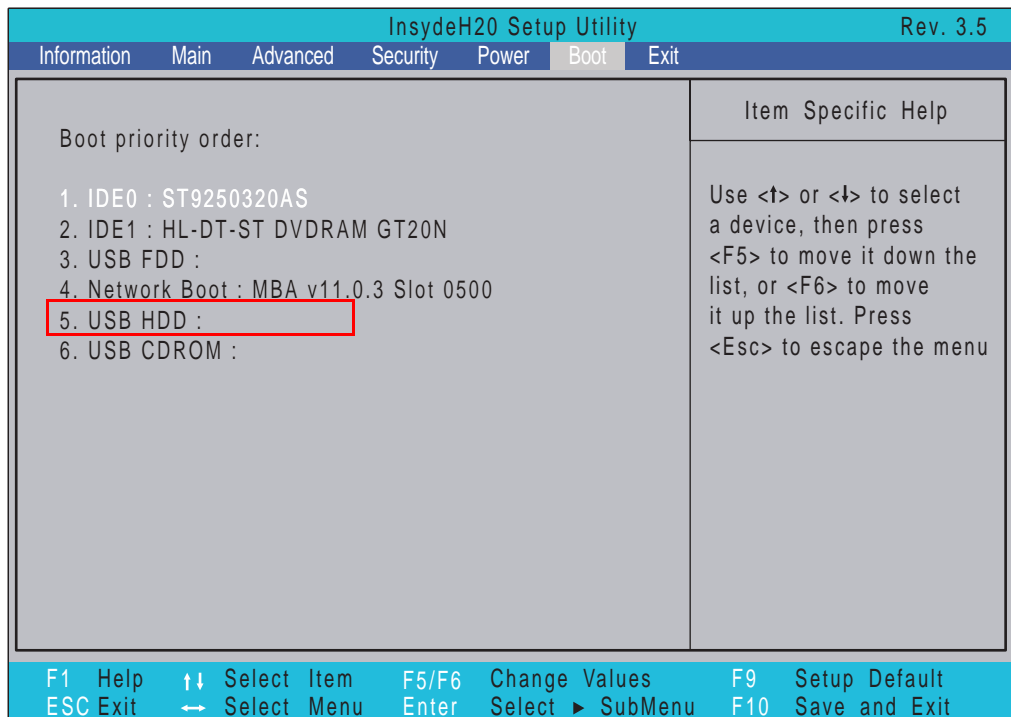 InsydeH20 Setup Utility Rev. 3.5
Information Main Advanced Security Power Boot Exit
Boot priority order:
1. IDE0 : ST9250320AS
2. IDE1 : HL-DT-ST DVDRAM GT20N
3. USB FDD :
4. Network Boot : MBA v11.0.3 Slot 0500
5. USB HDD :
6. USB CDROM :
Item Specific Help
Use <↑> or <↓> to select
a device, then press
<F5> to move it down the
list, or <F6> to move
it up the list. Press
<Esc> to escape the menu
F1 Help ↑↓ Select Item F5/F6 Change Values F9 Setup Default
ESC Exit ↔ Select Menu Enter Select ► SubMenu F10 Save and Exit